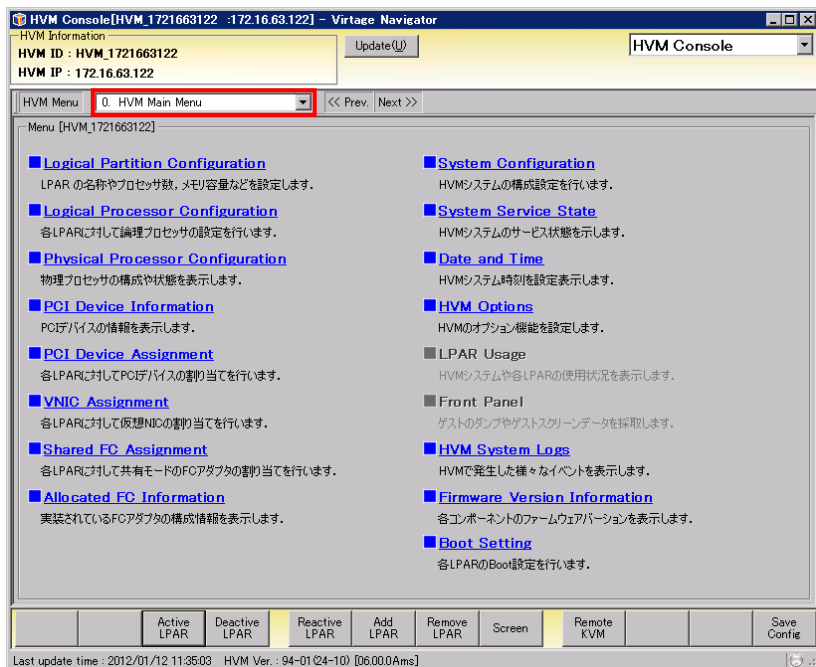 HVM Console[HVM_1721663122 :172.16.63.122] - Virtage Navigator
HVM Information
HVM ID : HVM_1721663122
HVM IP : 172.16.63.122
Update(U)
HVM Console
HVM Menu
0. HVM Main Menu
<< Prev.
Next >>
Menu [HVM_1721663122]
Logical Partition Configuration
LPAR の名称やプロセッサ数，メモリ容量などを設定します．
Logical Processor Configuration
各LPARに対して論理プロセッサの設定を行います．
Physical Processor Configuration
物理プロセッサの構成や状態を表示します．
PCI Device Information
PCIデバイスの情報を表示します．
PCI Device Assignment
各LPARに対してPCIデバイスの割り当てを行います．
VNIC Assignment
各LPARに対して仮想NICの割り当てを行います．
Shared FC Assignment
各LPARに対して共有モードのFCアダプタの割り当てを行います．
Allocated FC Information
実装されているFCアダプタの構成情報を表示します．
System Configuration
HVMシステムの構成設定を行います．
System Service State
HVMシステムのサービス状態を示します．
Date and Time
HVMシステム時刻を設定表示します．
HVM Options
HVMのオプション機能を設定します．
LPAR Usage
HVMシステムや各LPARの使用状況を表示します．
Front Panel
ゲストのダンプやゲストスクリーンデータを採取します．
HVM System Logs
HVMで発生した様々なイベントを表示します．
Firmware Version Information
各コンポーネントのファームウェアバージョンを表示します．
Boot Setting
各LPARのBoot設定を行います．
Active LPAR
Deactive LPAR
Reactive LPAR
Add LPAR
Remove LPAR
Screen
Remote KVM
Save Config
Last update time : 2012/01/12 11:35:03 HVM Ver. : 94-01(24-10) [06.00.0Ams]